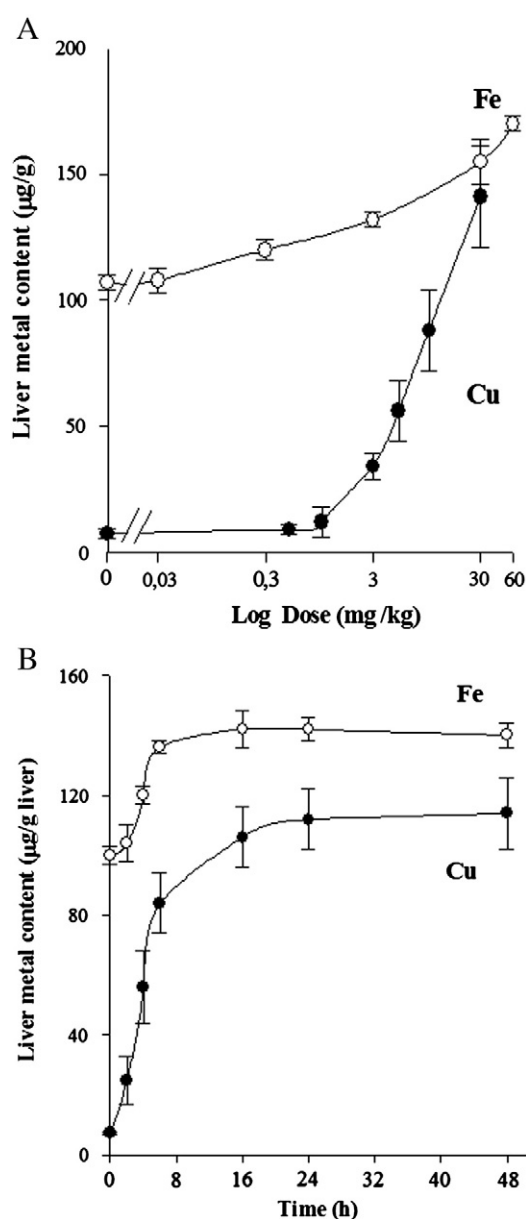 A
200
Fe
150
Liver metal content (µg/g)
100
Cu
50
0
0 0,03 0,3 3 30 60
Log Dose (mg /kg)
B
160
Fe
120
Cu
Liver metal content (µg/g liver)
80
40
0
0 8 16 24 32 40 48
Time (h)